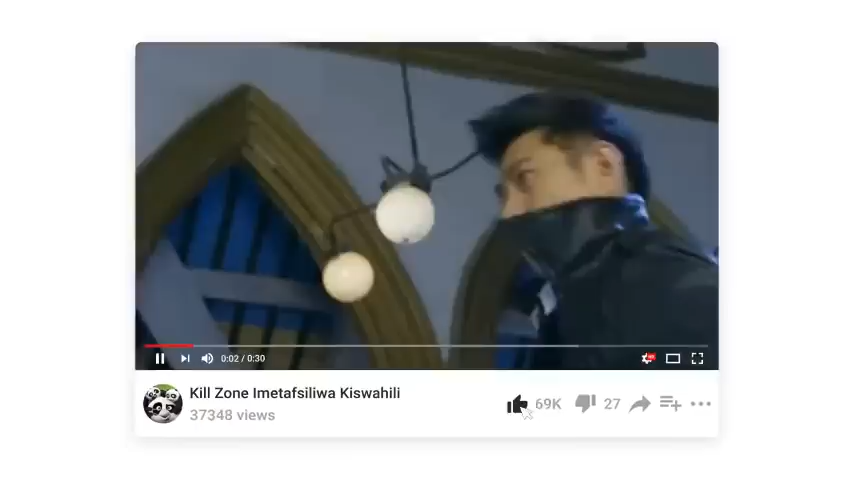 0:02 / 0:30
Kill Zone Imetafsiliwa Kiswahili
37348 views
69K
27